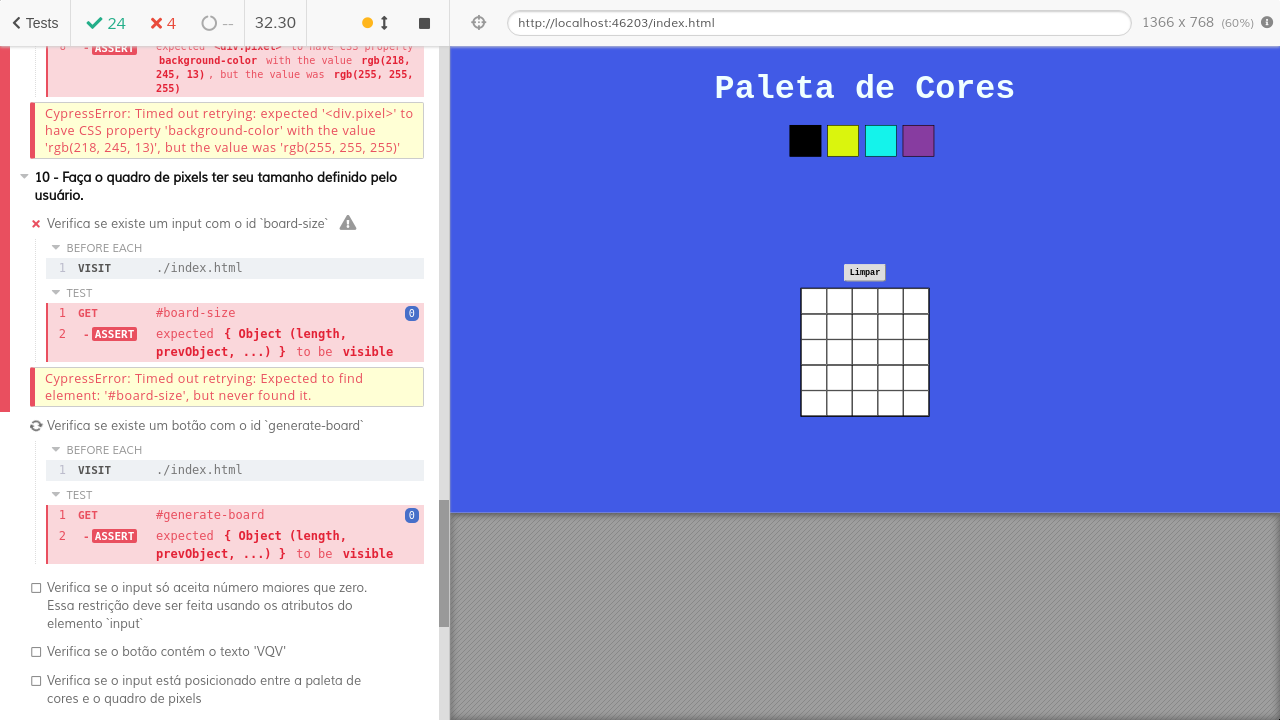 Tests 24 4 -- 32.30 http://localhost:46203/index.html 1366 x 768 (60%)
6 - ASSERT expected <div.pixel> to have CSS property
background-color with the value rgb(218,
245, 13) , but the value was rgb(255, 255,
255)
CypressError: Timed out retrying: expected '<div.pixel>' to
have CSS property 'background-color' with the value
'rgb(218, 245, 13)', but the value was 'rgb(255, 255, 255)'
10 - Faça o quadro de pixels ter seu tamanho definido pelo
usuário.
Verifica se existe um input com o id `board-size`
BEFORE EACH
1 VISIT ./index.html
TEST
1 GET #board-size 0
2 - ASSERT expected { Object (length,
prevObject, ...) } to be visible
CypressError: Timed out retrying: Expected to find
element: '#board-size', but never found it.
Verifica se existe um botão com o id `generate-board`
BEFORE EACH
1 VISIT ./index.html
TEST
1 GET #generate-board 0
2 - ASSERT expected { Object (length,
prevObject, ...) } to be visible
Verifica se o input só aceita número maiores que zero.
Essa restrição deve ser feita usando os atributos do
elemento `input`
Verifica se o botão contém o texto 'VQV'
Verifica se o input está posicionado entre a paleta de
cores e o quadro de pixels
Paleta de Cores
Limpar